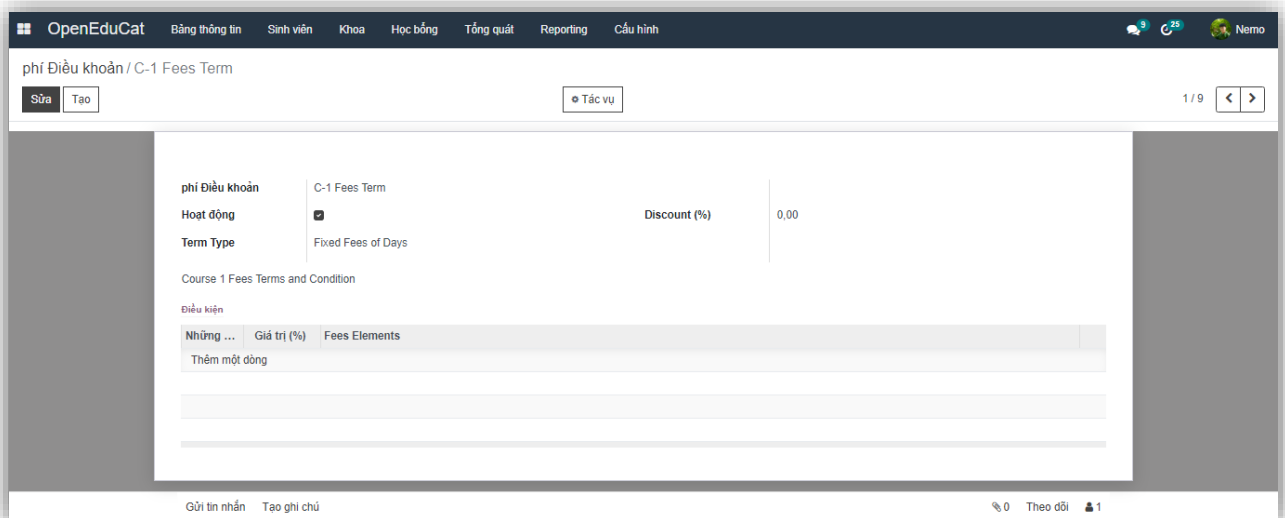 OpenEduCat Bảng thông tin Sinh viên Khoa Học bổng Tổng quát Reporting Cấu hình 9 25 Nemo
phí Điều khoản / C-1 Fees Term
Sửa Tạo Tác vụ 1 / 9
phí Điều khoản C-1 Fees Term
Hoạt động Discount (%) 0,00
Term Type Fixed Fees of Days
Course 1 Fees Terms and Condition
Điều kiện
Những ... Giá trị (%) Fees Elements
Thêm một dòng
Gửi tin nhắn Tạo ghi chú 0 Theo dõi 1